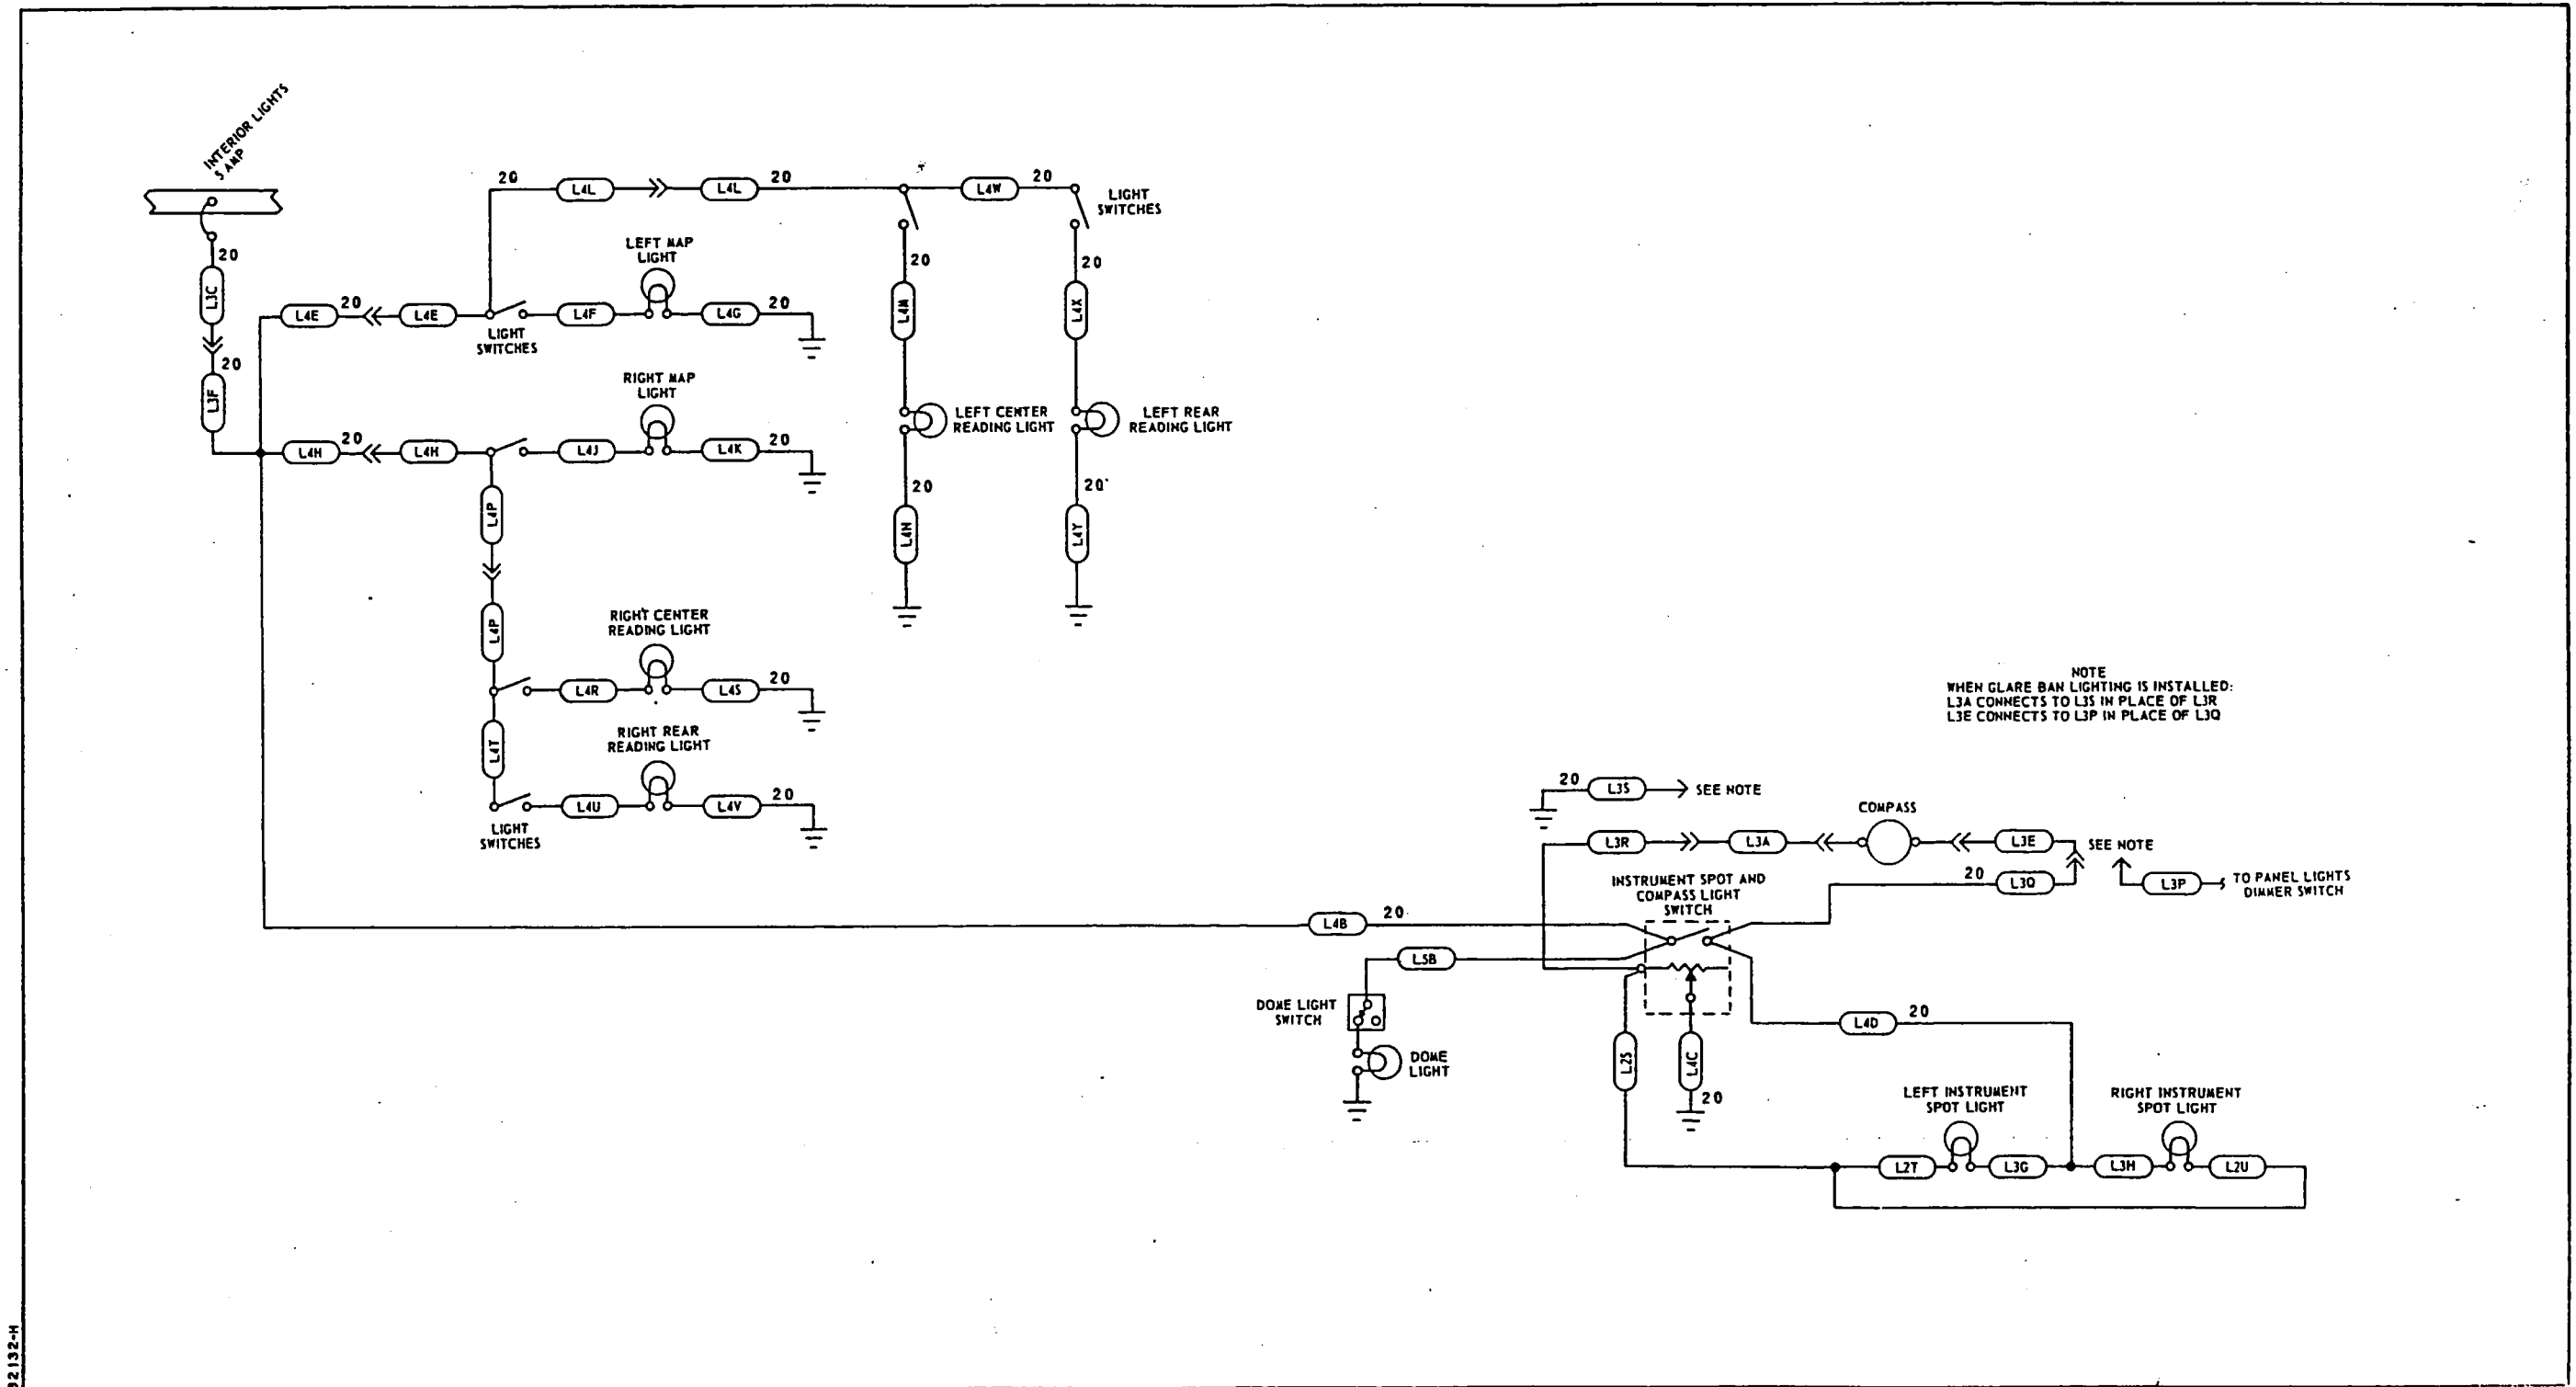 INTERIOR LIGHTS
5 AMP
20
L3C
20
L3F
20
L4L
L4L
20
L4W
20
LIGHT
SWITCHES
LEFT MAP
LIGHT
L4E
20
L4E
LIGHT
SWITCHES
L4F
L4G
20
RIGHT MAP
LIGHT
L4H
20
L4H
L4J
L4K
20
20
L4M
20
L4X
LEFT CENTER
READING LIGHT
LEFT REAR
READING LIGHT
20
L4N
20
L4Y
L4P
L4P
RIGHT CENTER
READING LIGHT
L4R
L4S
20
L4T
RIGHT REAR
READING LIGHT
L4U
L4V
20
LIGHT
SWITCHES
NOTE
WHEN GLARE BAN LIGHTING IS INSTALLED:
L3A CONNECTS TO L3S IN PLACE OF L3R
L3E CONNECTS TO L3P IN PLACE OF L3Q
20
L3S
SEE NOTE
COMPASS
L3R
L3A
L3E
SEE NOTE
20
L3Q
L3P
TO PANEL LIGHTS
DIMMER SWITCH
INSTRUMENT SPOT AND
COMPASS LIGHT
SWITCH
L4B
20
L5B
DOME LIGHT
SWITCH
DOME
LIGHT
L2S
L4C
20
L4D
20
LEFT INSTRUMENT
SPOT LIGHT
RIGHT INSTRUMENT
SPOT LIGHT
L2T
L3G
L3H
L2U